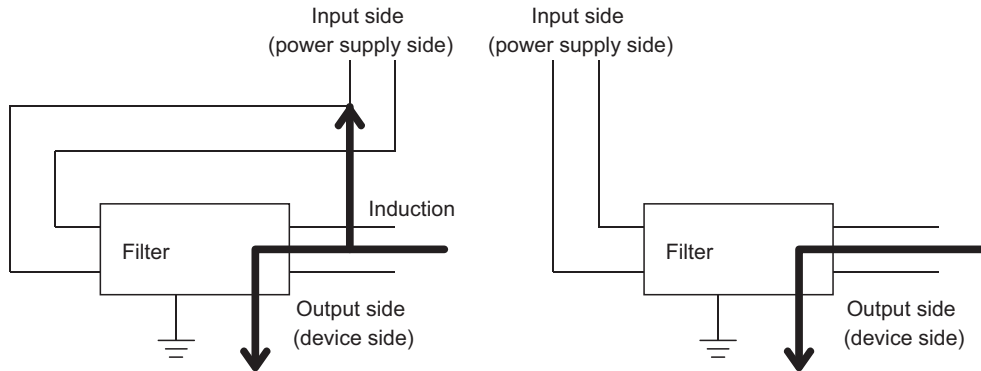 Input side
(power supply side)
Input side
(power supply side)
Induction
Filter
Output side
(device side)
Filter
Output side
(device side)